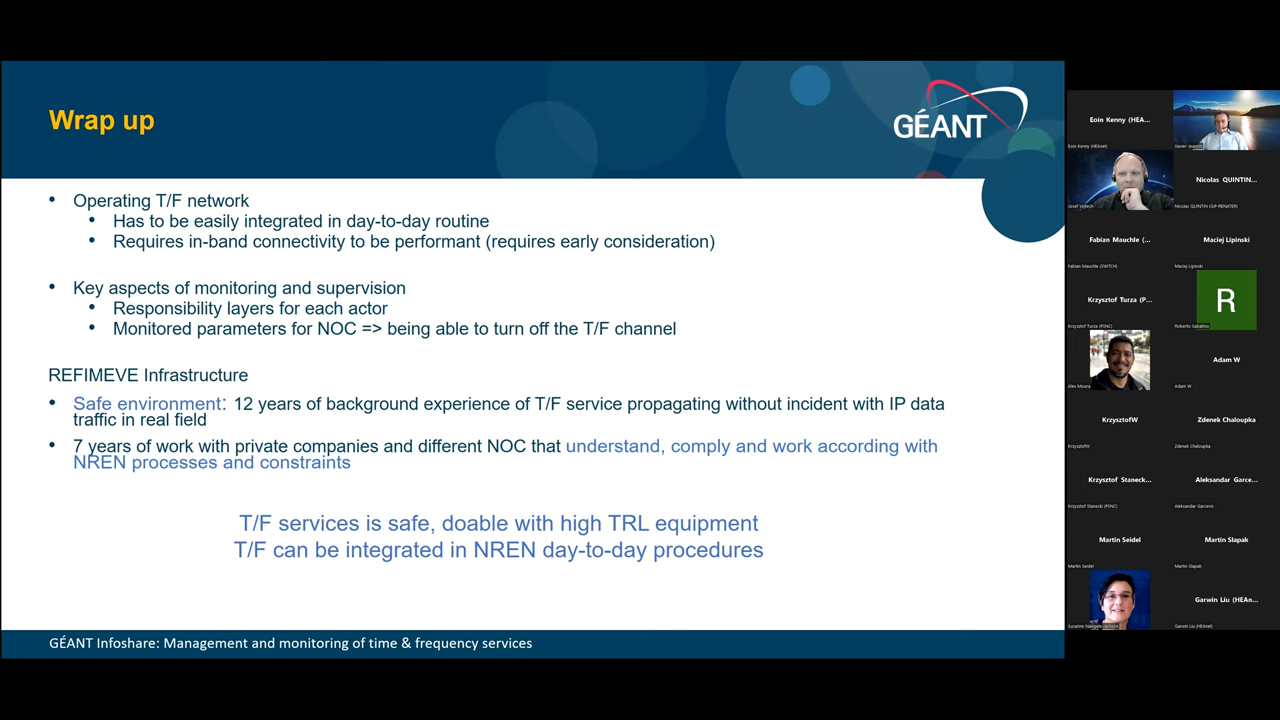 Wrap up
GÉANT
• Operating T/F network
• Has to be easily integrated in day-to-day routine
• Requires in-band connectivity to be performant (requires early consideration)
• Key aspects of monitoring and supervision
• Responsibility layers for each actor
• Monitored parameters for NOC => being able to turn off the T/F channel
REFIMEVE Infrastructure
• Safe environment: 12 years of background experience of T/F service propagating without incident with IP data
traffic in real field
• 7 years of work with private companies and different NOC that understand, comply and work according with
NREN processes and constraints
T/F services is safe, doable with high TRL equipment
T/F can be integrated in NREN day-to-day procedures
GÉANT Infoshare: Management and monitoring of time & frequency services
Eoin Kenny (HEA...
Eoin Kenny (HEAnet)
Xavier Jeannin
Josef Vojtech
Nicolas QUINTIN...
Nicolas QUINTIN (GIP-RENATER)
Fabian Mauchle (...
Fabian Mauchle (SWITCH)
Maciej Lipinski
Maciej Lipinski
Krzysztof Turza (P...
Krzysztof Turza (PSNC)
R
Roberto Sabatino
Alex Moura
Adam W
Adam W
KrzysztofW
KrzysztofW
Zdenek Chaloupka
Zdenek Chaloupka
Krzysztof Staneck...
Krzysztof Stanecki (PSNC)
Aleksandar Garce...
Aleksandar Garcevic
Martin Seidel
Martin Seidel
Martin Slapak
Martin Slapak
Susanne Naegele-Jackson
Garwin Liu (HEAn...
Garwin Liu (HEAnet)